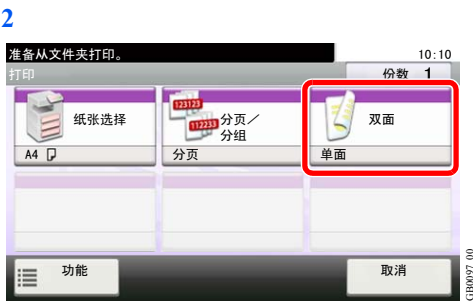 2
准备从文件夹打印。
10:10
打印
份数 1
纸张选择
A4
123123
112233
分页／
分组
分页
双面
单面
功能
取消
GB0097_00